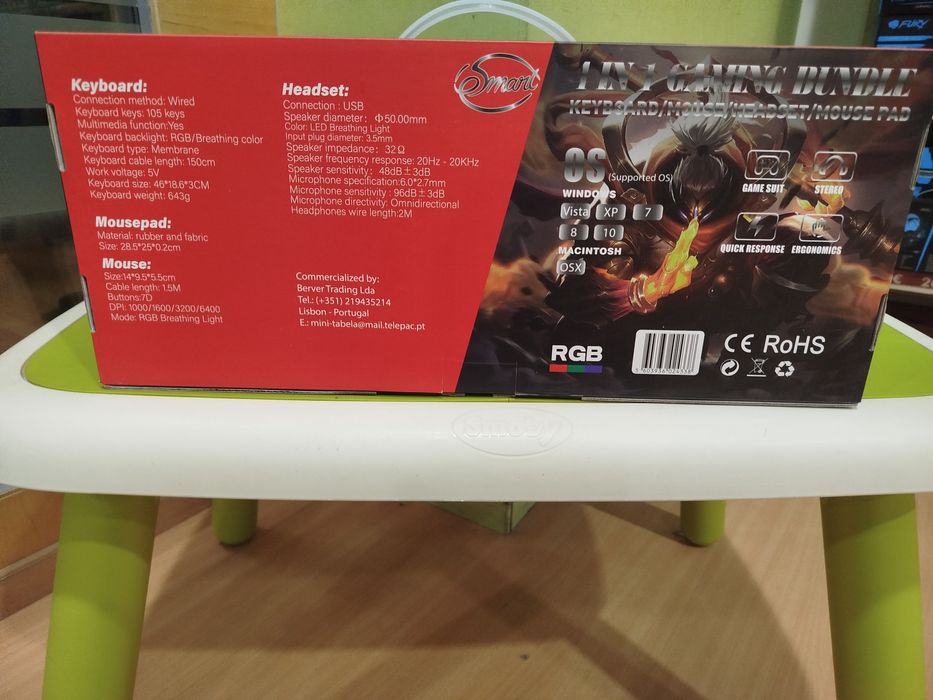 Keyboard:
Connection method: Wired
Keyboard keys: 105 keys
Multimedia function:Yes
Keyboard backlight: RGB/Breathing color
Keyboard type: Membrane
Keyboard cable length: 150cm
Work voltage: 5V
Keyboard size: 46*18.6*3CM
Keyboard weight: 643g
Mousepad:
Material: rubber and fabric
Size: 28.5*25*0.2cm
Mouse:
Size:14*9.5*5.5cm
Cable length: 1.5M
Buttons:7D
DPI: 1000/1600/3200/6400
Mode: RGB Breathing Light
Headset:
Connection : USB
Speaker diameter: Φ50.00mm
Color: LED Breathing Light
Input plug diameter: 3.5mm
Speaker impedance: 32Ω
Speaker frequency response: 20Hz - 20KHz
Speaker sensitivity: 48dB±3dB
Microphone specification:6.0*2.7mm
Microphone sensitivity: 96dB±3dB
Microphone directivity: Omnidirectional
Headphones wire length:2M
Commercialized by:
Berver Trading Lda
Tel.: (+351) 219435214
Lisbon - Portugal
E.: mini-tabela@mail.telepac.pt
Smart
IN 1 GAMING BUNDLE
KEYBOARD/MOUSE/HEADSET/MOUSE PAD
OS (Supported OS)
WINDOWS
Vista XP 7
8 10
MACINTOSH
OSX
GAME SUIT
STEREO
QUICK RESPONSE
ERGONOMICS
RGB
5603936024338
CE RoHS
Smoby
FURY